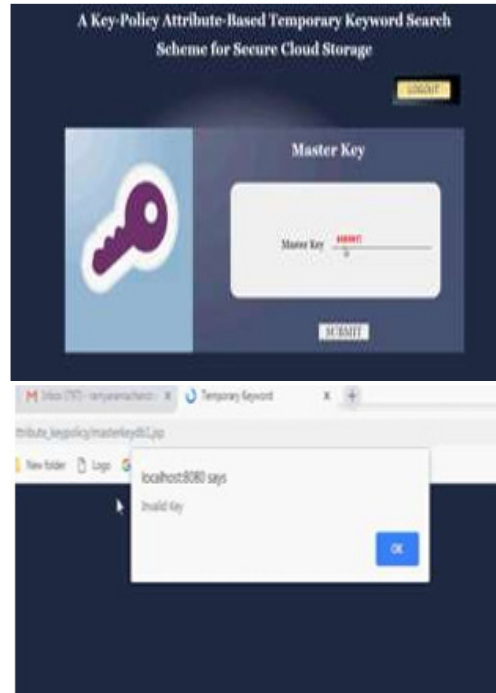 A Key-Policy Attribute-Based Temporary Keyword Search
Scheme for Secure Cloud Storage
LOGOUT
Master Key
Master Key
SUBMIT
Inbox Temporary Keyword
New folder Logo
localhost:8080 says
Invalid Key
OK